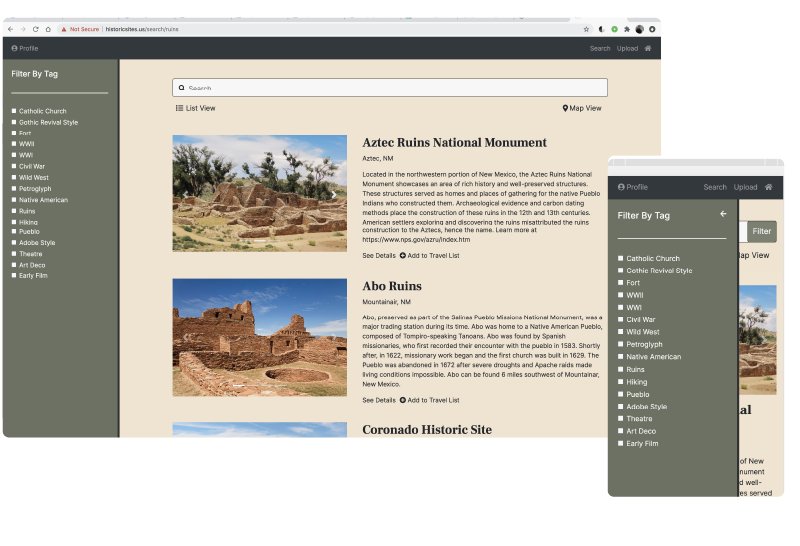 Not Secure | historicsites.us/search/ruins
Profile
Search Upload
Filter By Tag
Catholic Church
Gothic Revival Style
Fort
WWII
WWI
Civil War
Wild West
Petroglyph
Native American
Ruins
Hiking
Pueblo
Adobe Style
Theatre
Art Deco
Early Film
Search
List View
Map View
Aztec Ruins National Monument
Aztec, NM
Located in the northwestern portion of New Mexico, the Aztec Ruins National
Monument showcases an area of rich history and well-preserved structures.
These structures served as homes and places of gathering for the native Pueblo
Indians who constructed them. Archaeological evidence and carbon dating
methods place the construction of these ruins in the 12th and 13th centuries.
American settlers exploring and discovering the ruins misattributed the ruins
construction to the Aztecs, hence the name. Learn more at
https://www.nps.gov/azru/index.htm
See Details Add to Travel List
Abo Ruins
Mountainair, NM
Abo, preserved as part of the Salinas Pueblo Missions National Monument, was a
major trading station during its time. Abo was home to a Native American Pueblo,
composed of Tompiro-speaking Tanoans. Abo was found by Spanish
missionaries, who first recorded their encounter with the pueblo in 1583. Shortly
after, in 1622, missionary work began and the first church was built in 1629. The
Pueblo was abandoned in 1672 after severe droughts and Apache raids made
living conditions impossible. Abo can be found 6 miles southwest of Mountainar,
New Mexico.
See Details Add to Travel List
Coronado Historic Site
Profile
Search Upload
Filter By Tag
Catholic Church
Gothic Revival Style
Fort
WWII
WWI
Civil War
Wild West
Petroglyph
Native American
Ruins
Hiking
Pueblo
Adobe Style
Theatre
Art Deco
Early Film
Filter
Map View
al
of New
nument
d well-
es served